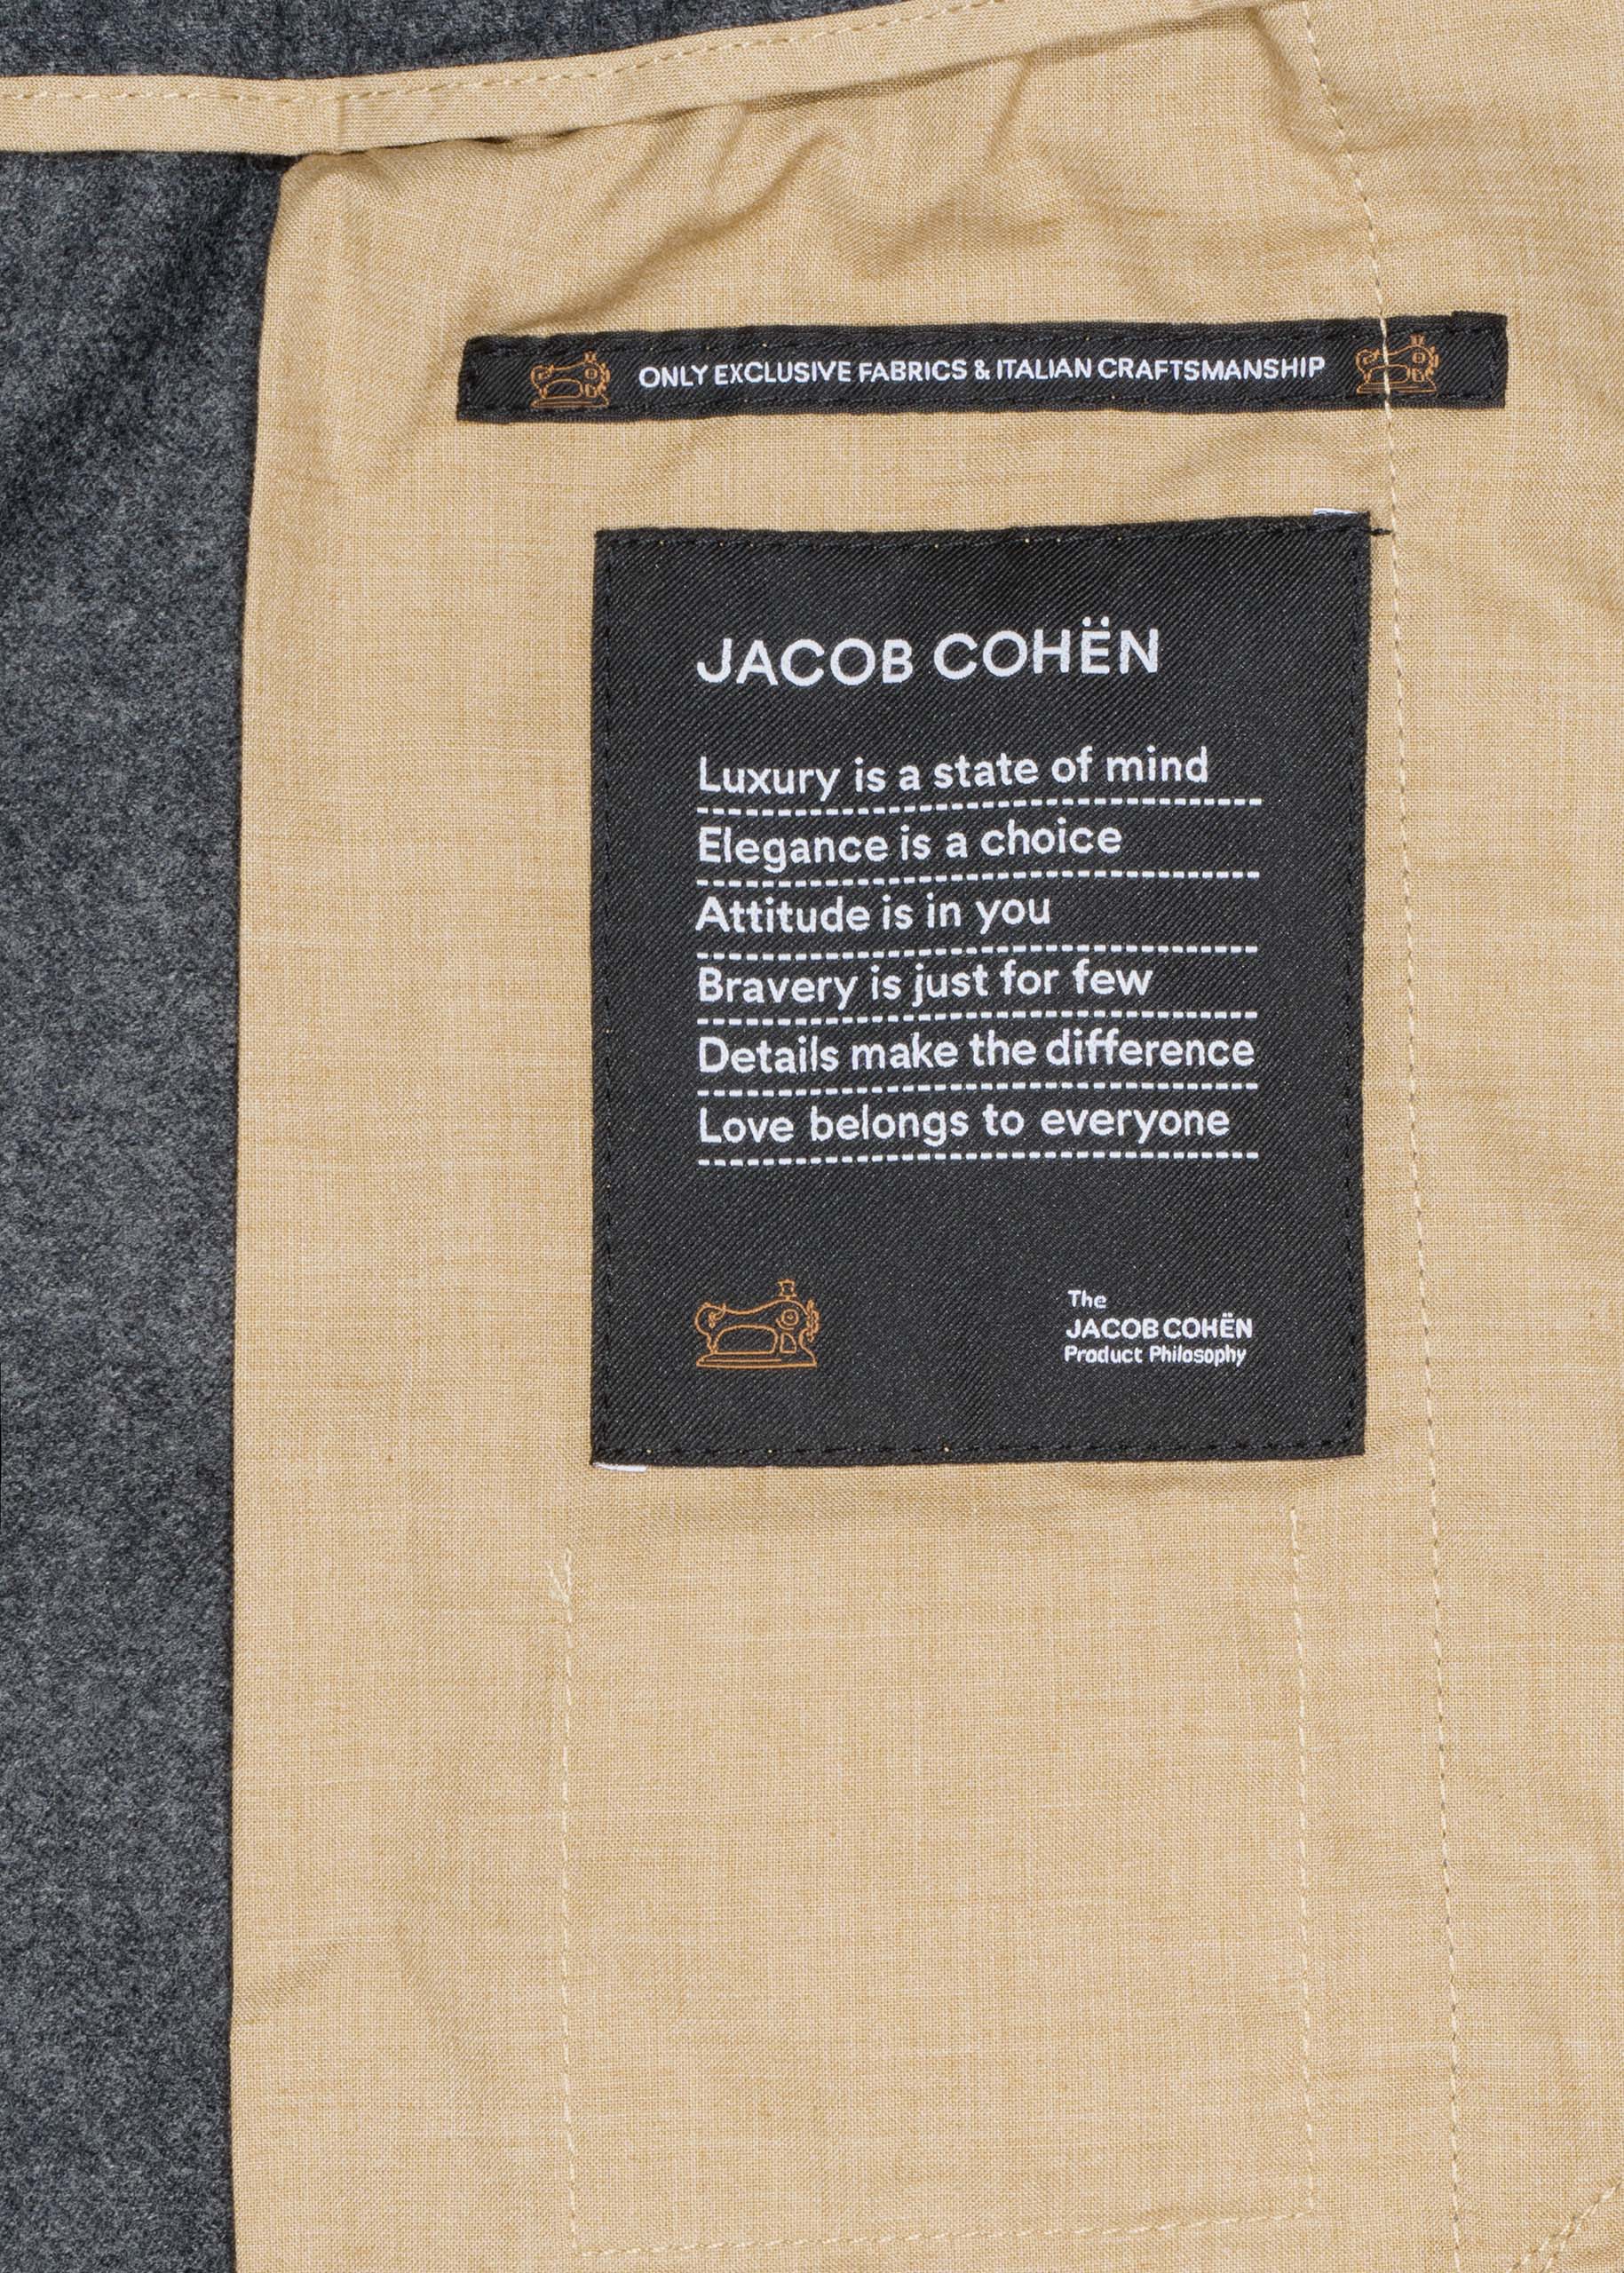 ONLY EXCLUSIVE FABRICS & ITALIAN CRAFTSMANSHIP
JACOB COHËN
Luxury is a state of mind
Elegance is a choice
Attitude is in you
Bravery is just for few
Details make the difference
Love belongs to everyone
The
JACOB COHËN
Product Philosophy